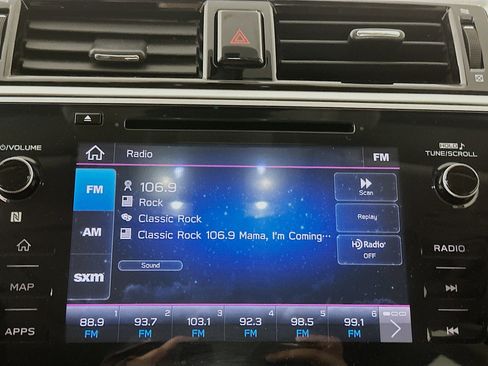 ⏻/VOLUME
HOLD ♪
TUNE/SCROLL
Radio
FM
FM
106.9
Scan
Rock
Classic Rock
Replay
AM
Classic Rock 106.9 Mama, I'm Coming···
HD Radio
OFF
RADIO
sxm
Sound
MAP
1 2 3 4 5 6
88.9 93.7 103.1 92.3 98.5 99.1
FM FM FM FM FM FM
APPS